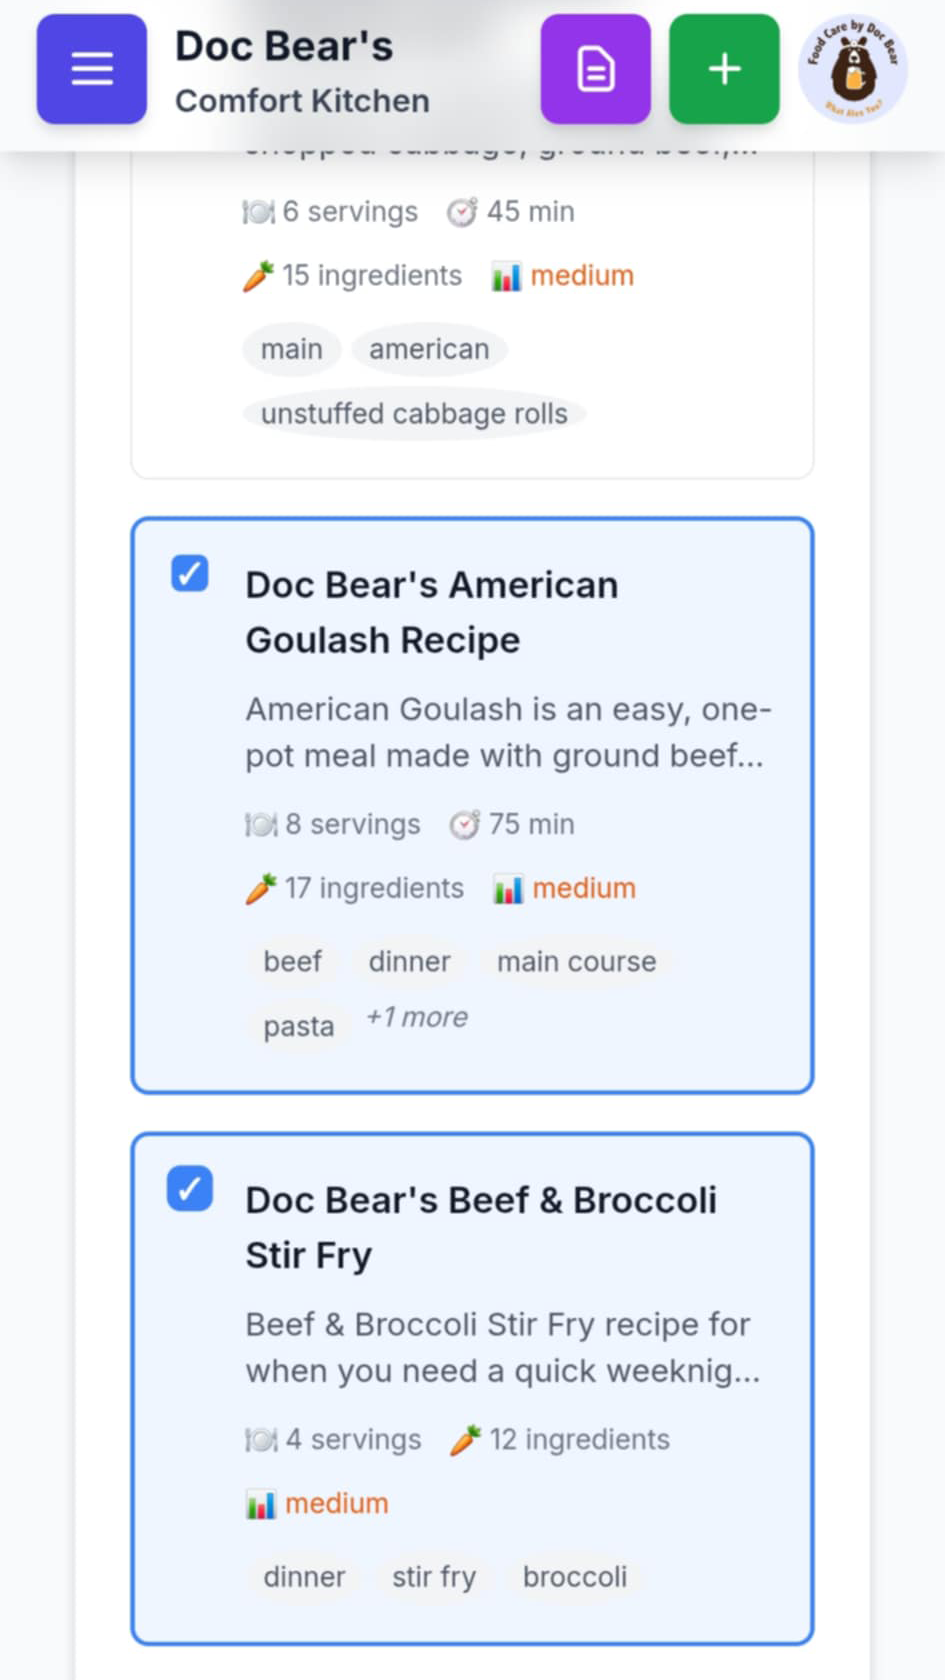 Doc Bear's
Comfort Kitchen
Food Care by Doc Bear
What Ales You?
chopped cabbage, ground beef,...
6 servings 45 min
15 ingredients medium
main american
unstuffed cabbage rolls
Doc Bear's American
Goulash Recipe
American Goulash is an easy, one-
pot meal made with ground beef...
8 servings 75 min
17 ingredients medium
beef dinner main course
pasta +1 more
Doc Bear's Beef & Broccoli
Stir Fry
Beef & Broccoli Stir Fry recipe for
when you need a quick weeknig...
4 servings 12 ingredients
medium
dinner stir fry broccoli